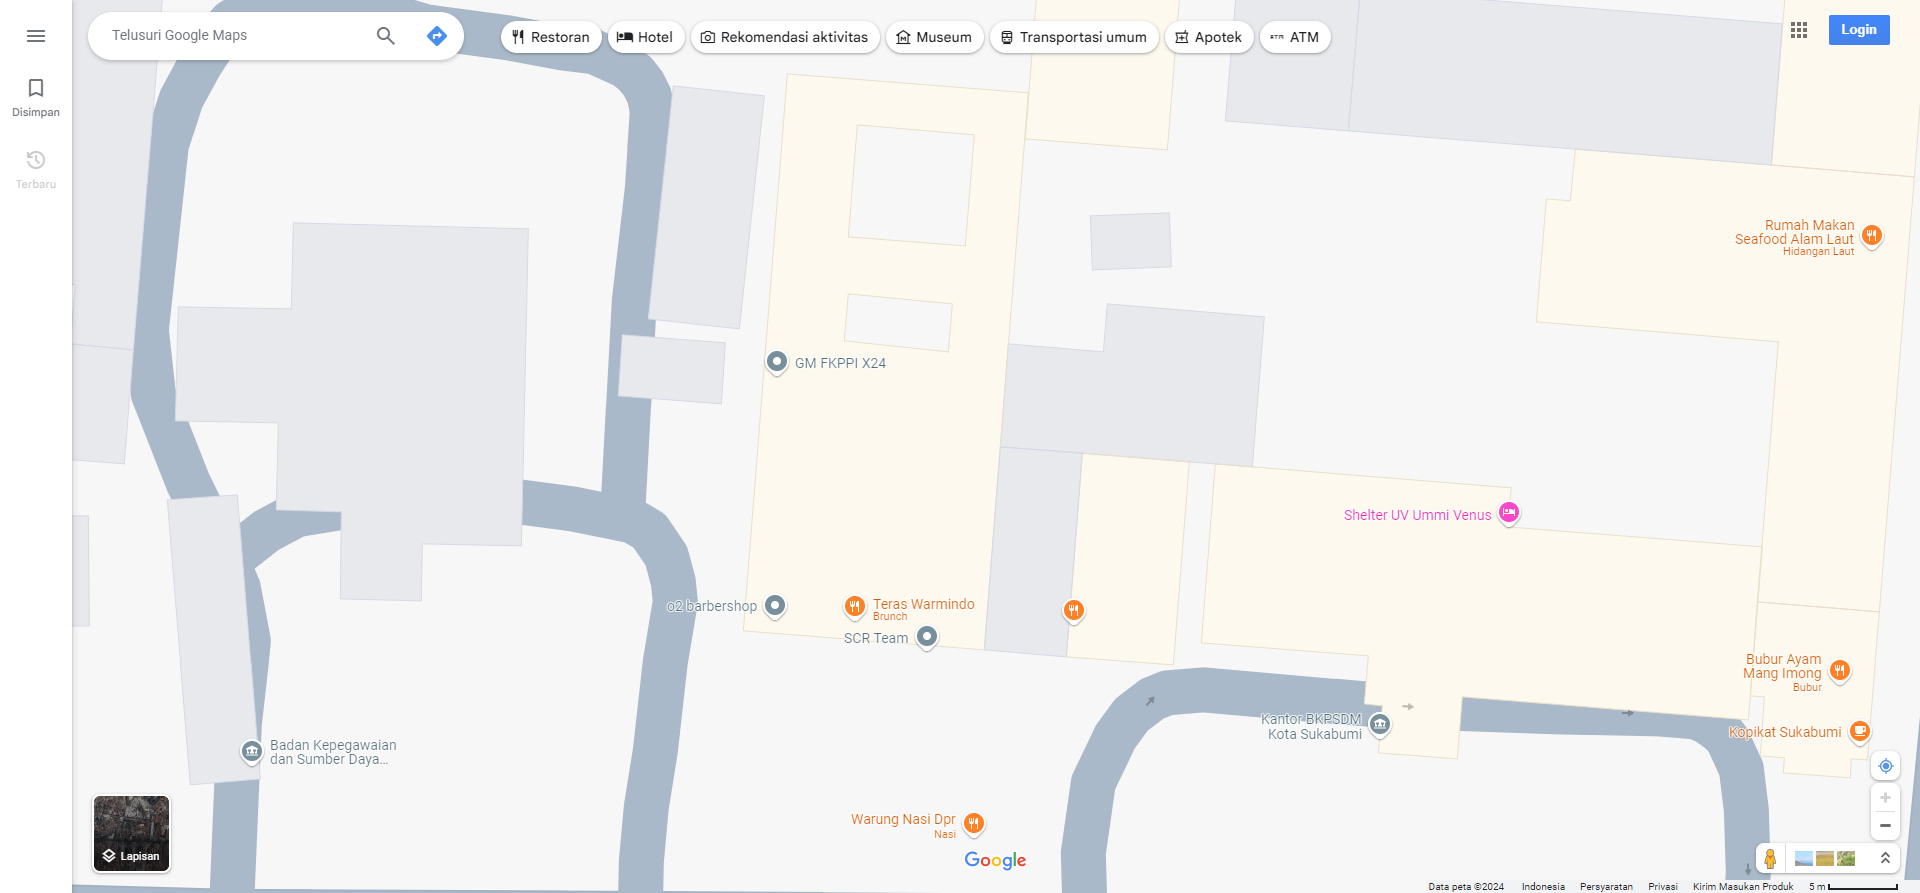 Telusuri Google Maps
Restoran
Hotel
Rekomendasi aktivitas
Museum
Transportasi umum
Apotek
ATM
Login
Disimpan
Terbaru
Rumah Makan
Seafood Alam Laut
Hidangan Laut
GM FKPPI X24
Shelter UV Ummi Venus
o2 barbershop
Teras Warmindo
Brunch
SCR Team
Bubur Ayam
Mang Imong
Bubur
Kantor BKPSDM
Kota Sukabumi
Kopikat Sukabumi
Badan Kepegawaian
dan Sumber Daya...
Warung Nasi Dpr
Nasi
Lapisan
Google
Data peta ©2024 Indonesia Persyaratan Privasi Kirim Masukan Produk 5 m